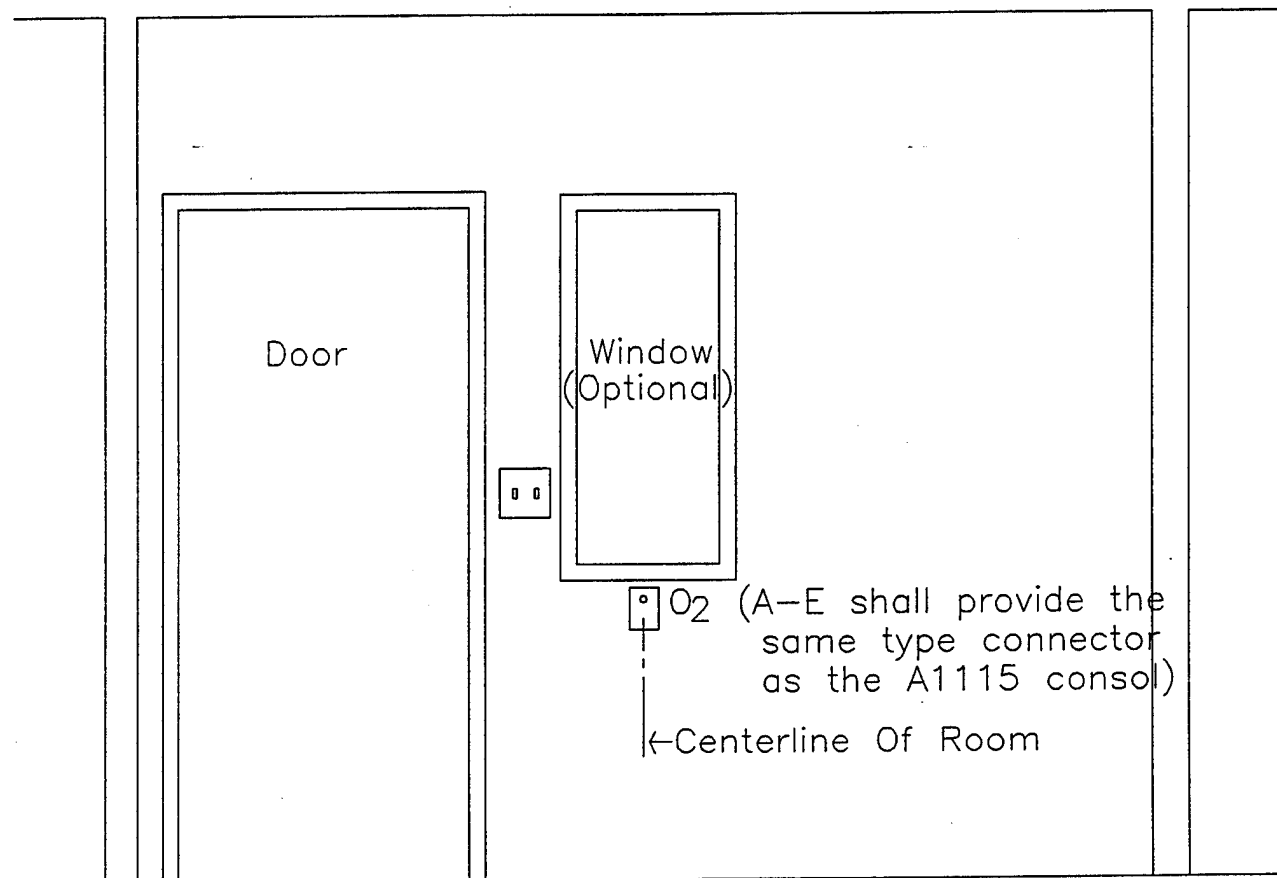 Door
Window
(Optional)
O2 (A-E shall provide the
same type connector
as the A1115 consol)
←Centerline Of Room